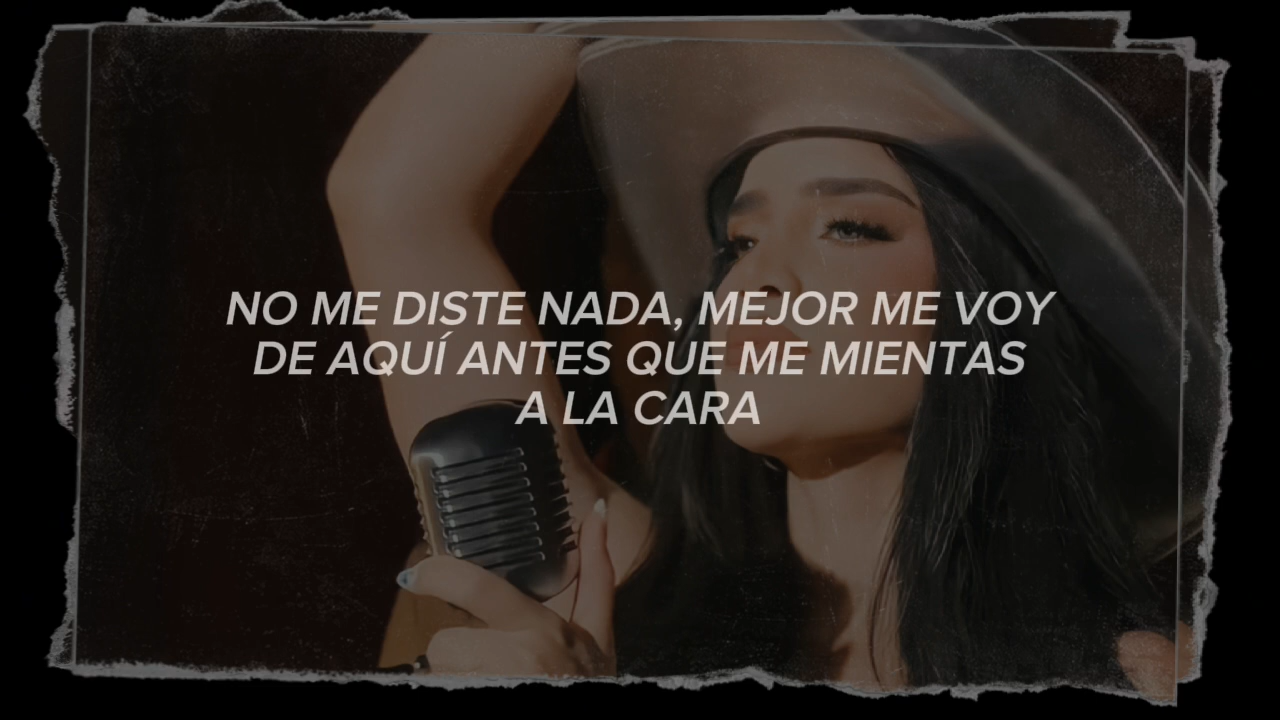 NO ME DISTE NADA, MEJOR ME VOY
DE AQUÍ ANTES QUE ME MIENTAS
A LA CARA